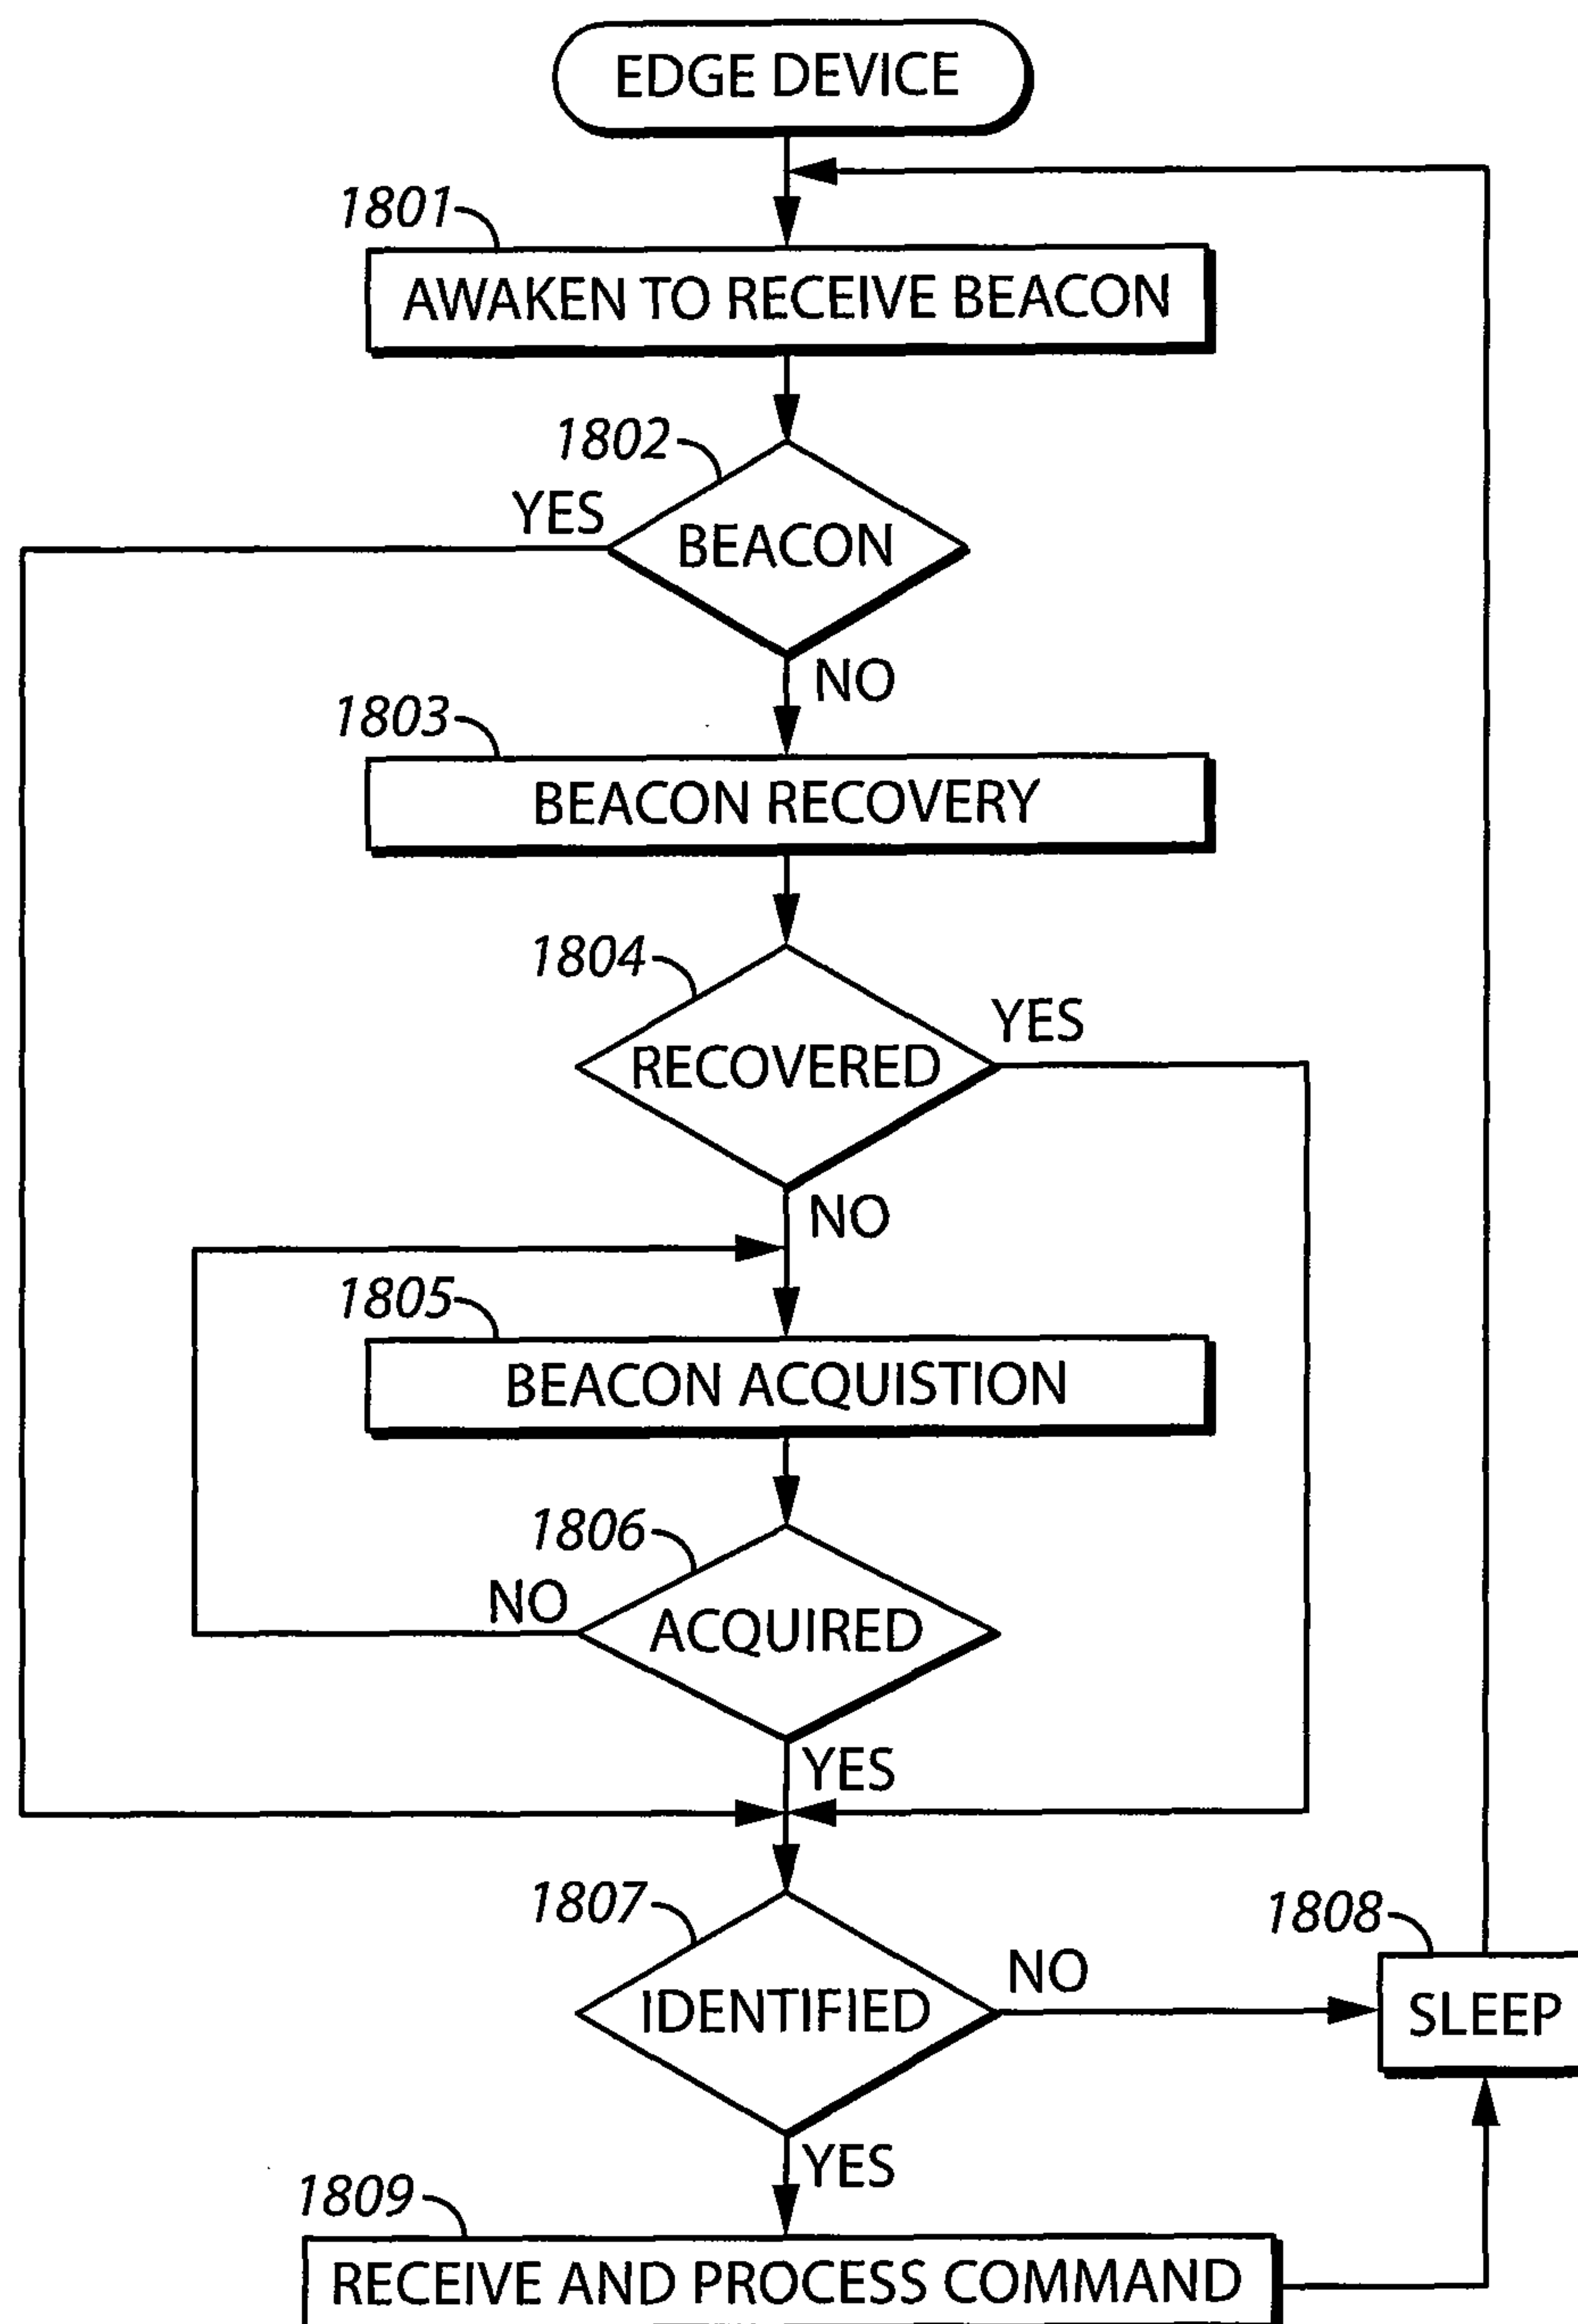 EDGE DEVICE
1801
AWAKEN TO RECEIVE BEACON
1802
YES
BEACON
NO
1803
BEACON RECOVERY
1804
YES
RECOVERED
NO
1805
BEACON ACQUISTION
1806
NO
ACQUIRED
YES
1807
1808
NO
IDENTIFIED
SLEEP
YES
1809
RECEIVE AND PROCESS COMMAND